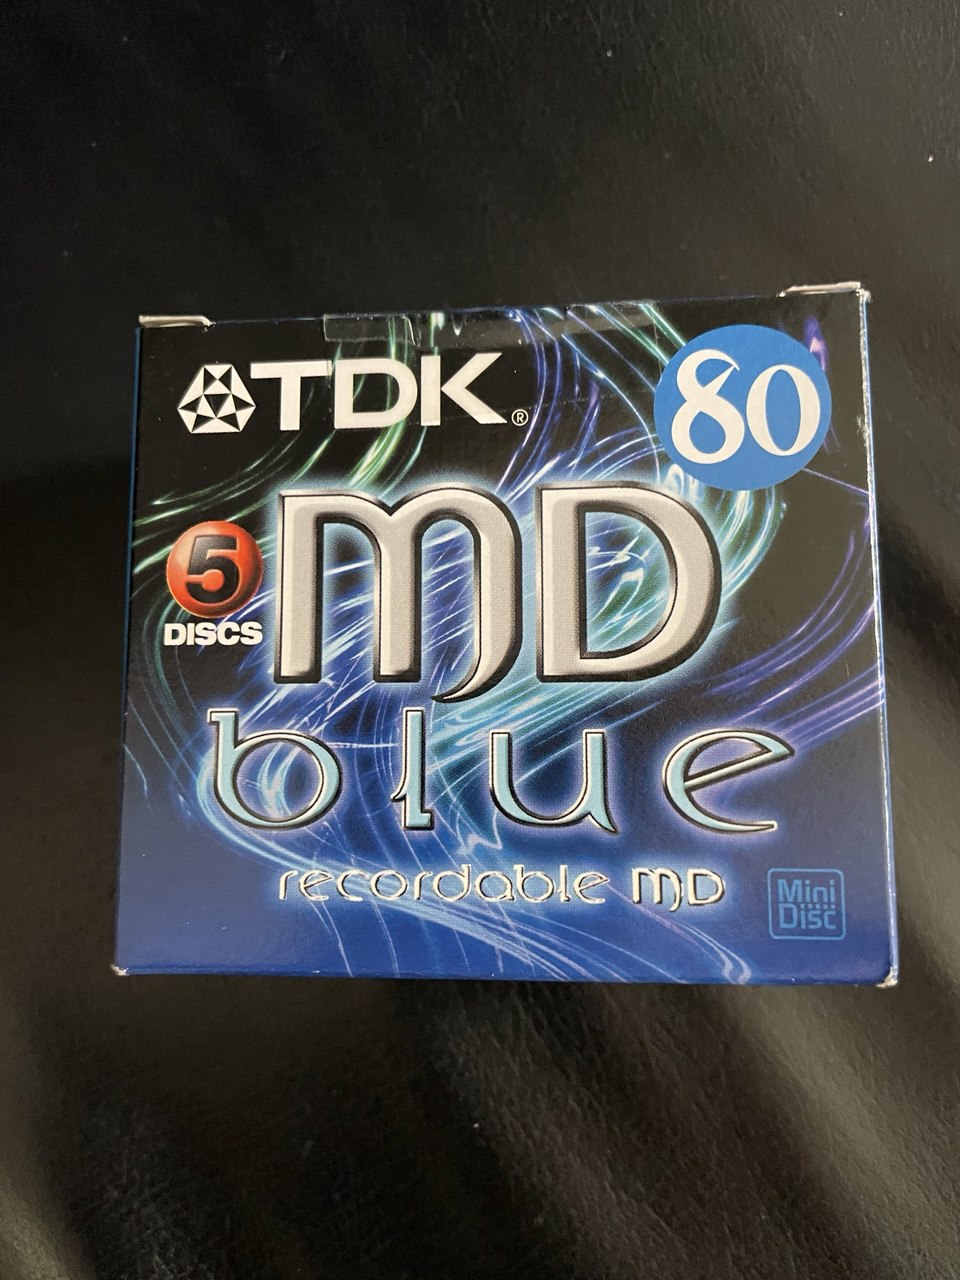 TDK®
80
5
DISCS
MD
blue
recordable MD
Mini
Disc